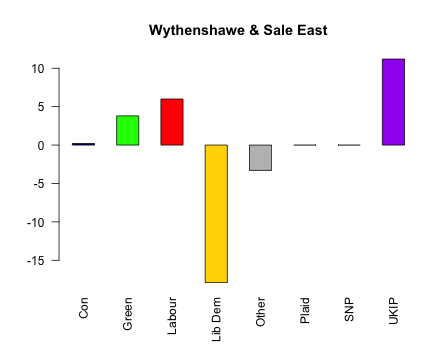 Wythenshawe & Sale East
10
5
0
-5
-10
-15
Con
Green
Labour
Lib Dem
Other
Plaid
SNP
UKIP